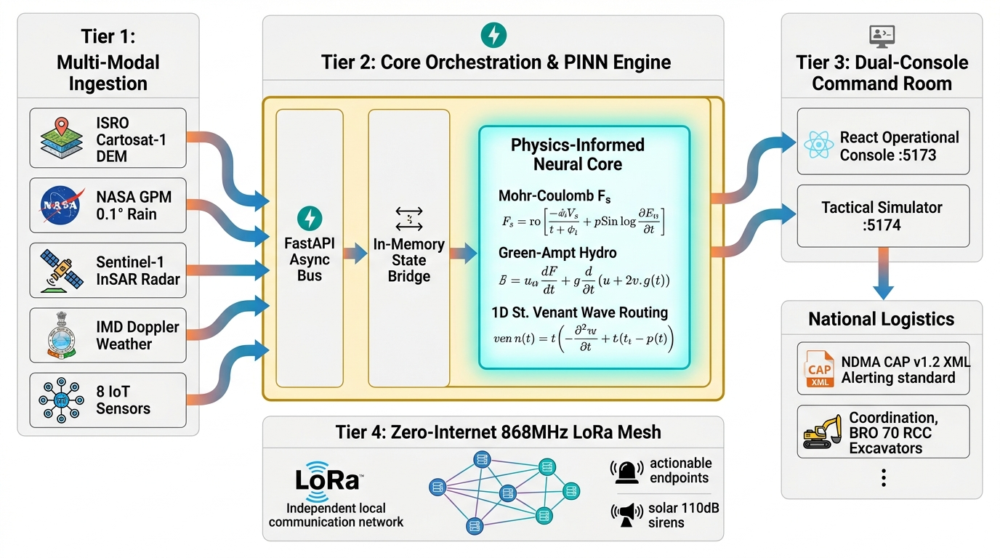 Tier 1:
Multi-Modal
Ingestion
ISRO
Cartosat-1
DEM
NASA
NASA GPM
0.1° Rain
Sentinel-1
InSAR Radar
IMD Doppler
Weather
8 IoT
Sensors
Tier 2: Core Orchestration & PINN Engine
FastAPI
Async
Bus
In-Memory
State
Bridge
Physics-Informed
Neural Core
Mohr-Coulomb Fₛ
Green-Ampt Hydro
1D St. Venant Wave Routing
Tier 3: Dual-Console
Command Room
React Operational
Console :5173
Tactical Simulator
:5174
National Logistics
CAP
XML
NDMA CAP v1.2 XML
Alerting standard
Coordination,
BRO 70 RCC
Excavators
Tier 4: Zero-Internet 868MHz LoRa Mesh
LoRa™
Independent local
communication network
actionable
endpoints
solar 110dB
sirens